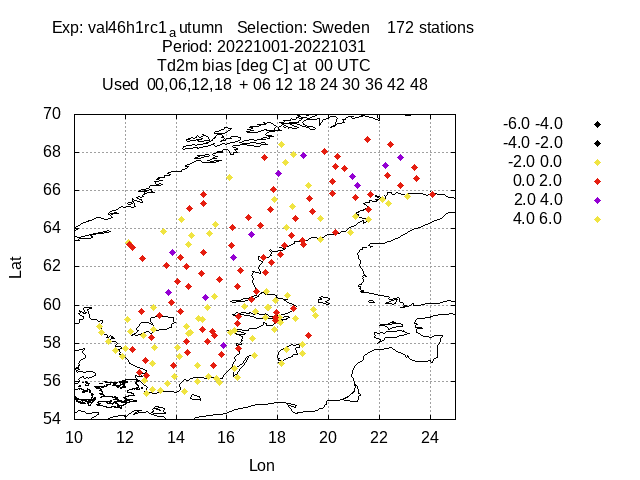 Exp: val46h1rc1autumn Selection: Sweden 172 stations
Period: 20221001-20221031
Td2m bias [deg C] at 00 UTC
Used 00,06,12,18 + 06 12 18 24 30 36 42 48
70
68
66
64
62
60
58
56
54
Lat
10 12 14 16 18 20 22 24
Lon
-6.0 -4.0
-4.0 -2.0
-2.0 0.0
0.0 2.0
2.0 4.0
4.0 6.0